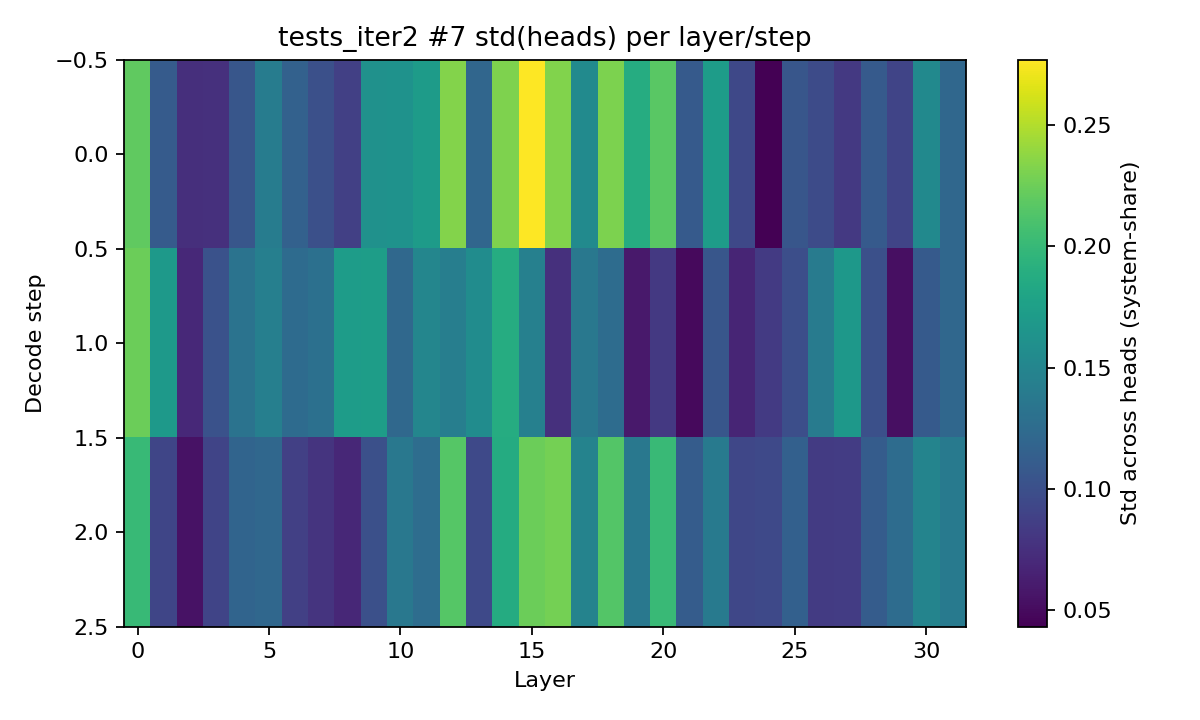 tests_iter2 #7 std(heads) per layer/step
−0.5
0.0
0.5
1.0
1.5
2.0
2.5
Decode step
0 5 10 15 20 25 30
Layer
0.25
0.20
0.15
0.10
0.05
Std across heads (system-share)